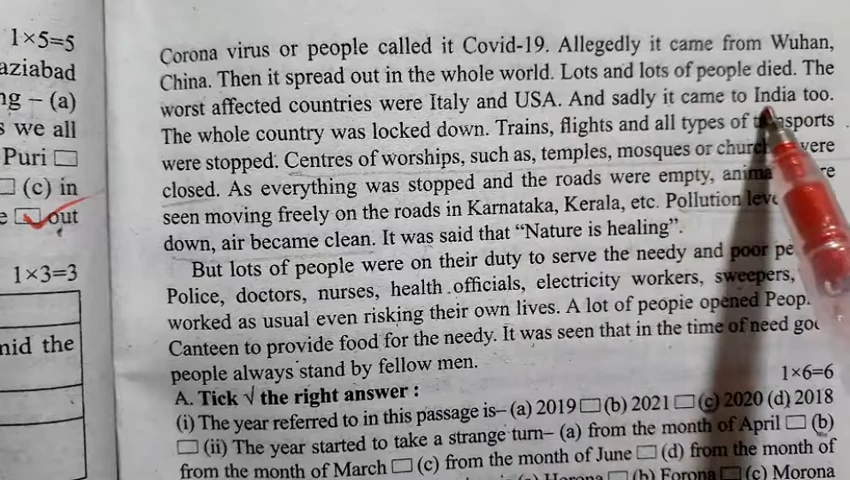 1×5=5
aziabad
ng – (a)
s we all
Puri
(c) in
e out
1×3=3
nid the
Corona virus or people called it Covid-19. Allegedly it came from Wuhan,
China. Then it spread out in the whole world. Lots and lots of people died. The
worst affected countries were Italy and USA. And sadly it came to India too.
The whole country was locked down. Trains, flights and all types of transports
were stopped. Centres of worships, such as, temples, mosques or church were
closed. As everything was stopped and the roads were empty, anima re
seen moving freely on the roads in Karnataka, Kerala, etc. Pollution leve
down, air became clean. It was said that “Nature is healing”.
But lots of people were on their duty to serve the needy and poor pe
Police, doctors, nurses, health officials, electricity workers, sweepers,
worked as usual even risking their own lives. A lot of people opened Peop
Canteen to provide food for the needy. It was seen that in the time of need go
people always stand by fellow men.
1×6=6
A. Tick √ the right answer :
(i) The year referred to in this passage is– (a) 2019 (b) 2021 (c) 2020 (d) 2018
(ii) The year started to take a strange turn– (a) from the month of April (b)
from the month of March (c) from the month of June (d) from the month of
(b) Forona (c) Morona